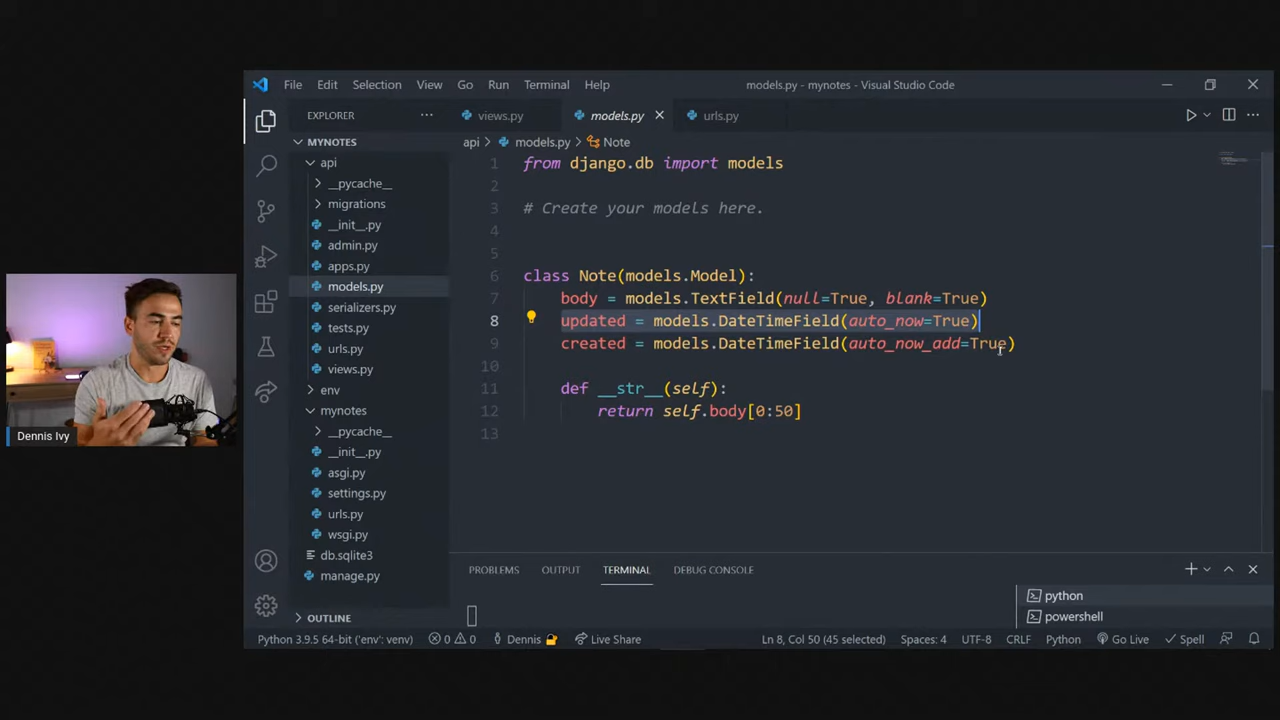 File Edit Selection View Go Run Terminal Help models.py - mynotes - Visual Studio Code
EXPLORER
views.py models.py urls.py
MYNOTES
api > models.py > Note
api
__pycache__
migrations
__init__.py
admin.py
apps.py
models.py
serializers.py
tests.py
urls.py
views.py
env
mynotes
__pycache__
__init__.py
asgi.py
settings.py
urls.py
wsgi.py
db.sqlite3
manage.py
OUTLINE
1 from django.db import models
2
3 # Create your models here.
4
5
6 class Note(models.Model):
7 body = models.TextField(null=True, blank=True)
8 updated = models.DateTimeField(auto_now=True)
9 created = models.DateTimeField(auto_now_add=True)
10
11 def __str__(self):
12 return self.body[0:50]
13
PROBLEMS OUTPUT TERMINAL DEBUG CONSOLE
python
powershell
Python 3.9.5 64-bit ('env': venv) 0 0 Dennis Live Share Ln 8, Col 50 (45 selected) Spaces: 4 UTF-8 CRLF Python Go Live Spell
Dennis Ivy